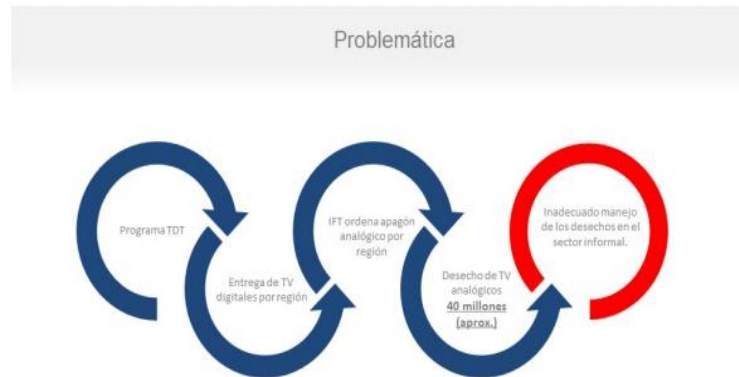 Problemática
Programa TDT
Entrega de TV
digitales por región
IFT ordena apagón
analógico por
región
Desecho de TV
analógicos
40 millones
(aprox.)
Inadecuado manejo
de los desechos en el
sector informal.